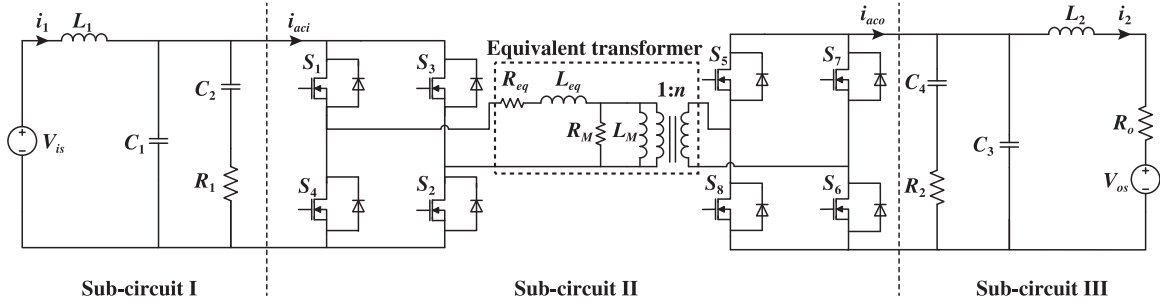 i1
L1
iaci
iaco
L2
i2
Equivalent transformer
S1
S3
S5
S7
Req
Leq
1:n
C2
C4
C1
RM
LM
C3
Ro
Vis
R1
S4
S2
S8
S6
R2
Vos
Sub-circuit I
Sub-circuit II
Sub-circuit III